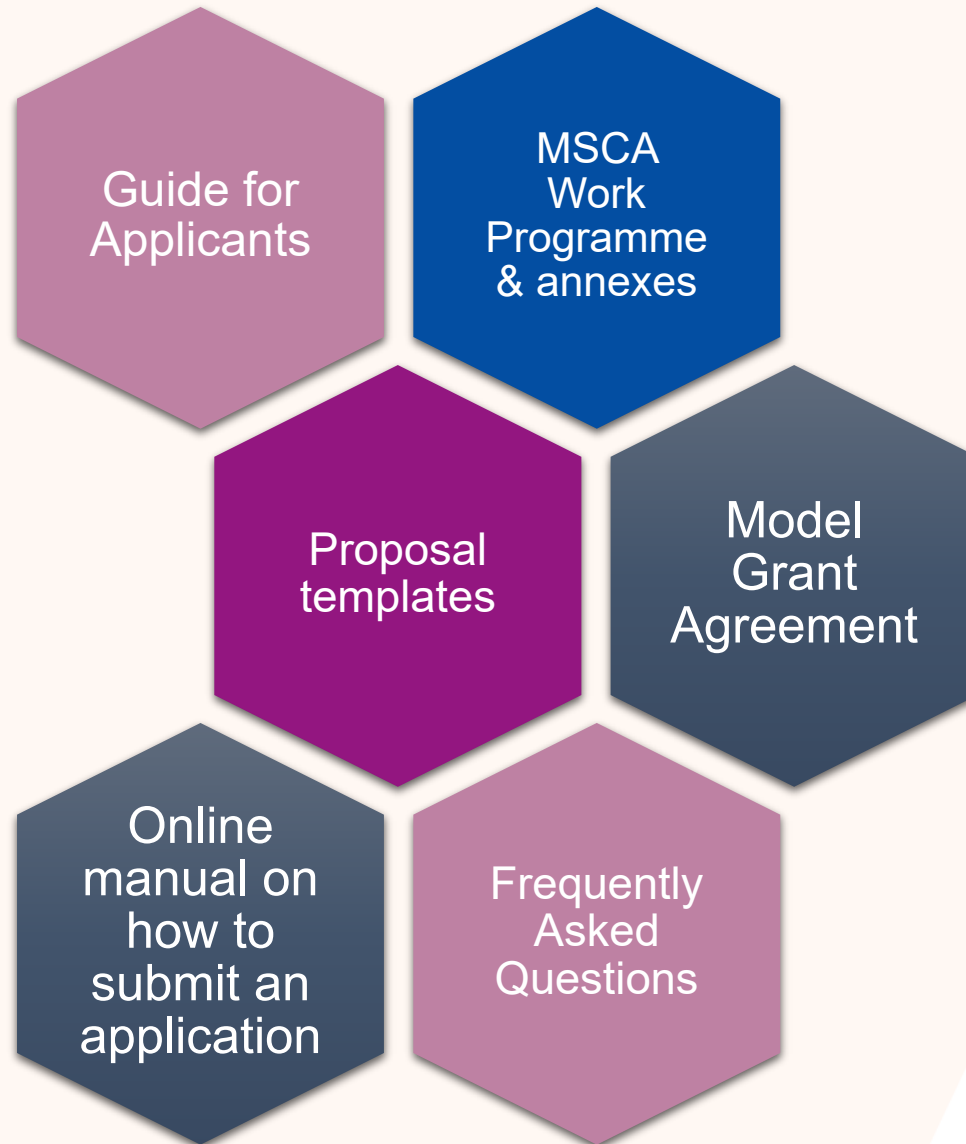 Guide for
Applicants
MSCA
Work
Programme
& annexes
Proposal
templates
Model
Grant
Agreement
Online
manual on
how to
submit an
application
Frequently
Asked
Questions